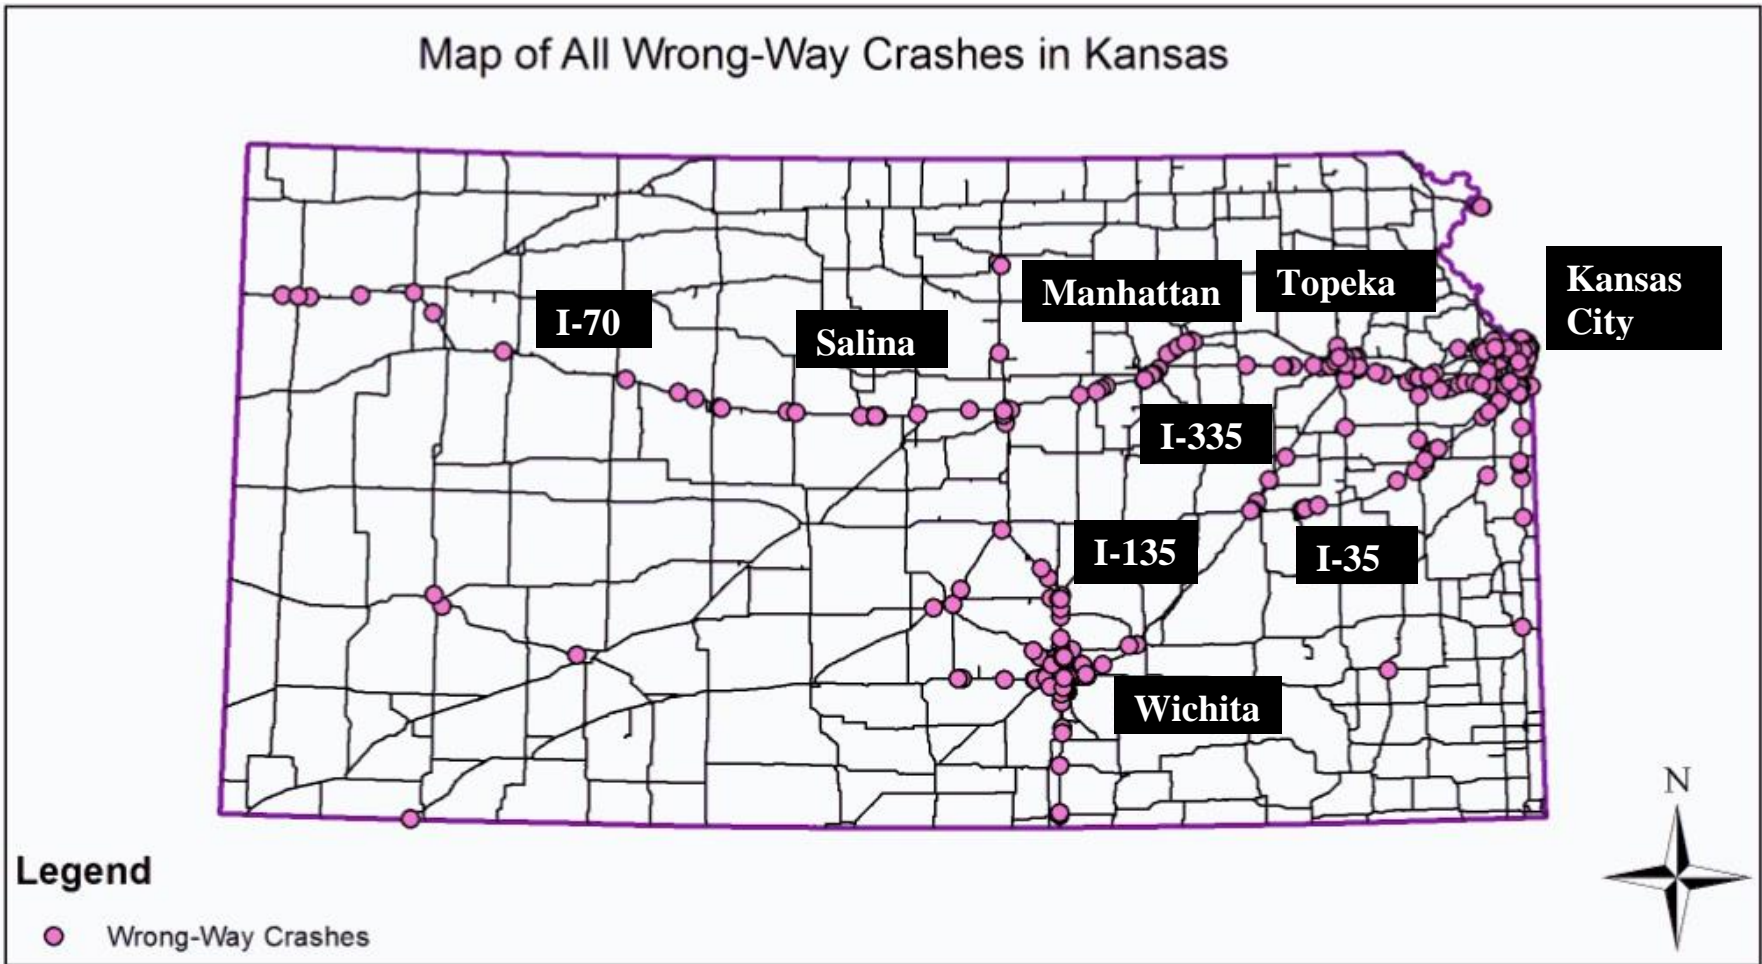 Map of All Wrong-Way Crashes in Kansas
Manhattan
Topeka
Kansas
City
I-70
Salina
I-335
I-135
I-35
Wichita
N
Legend
Wrong-Way Crashes